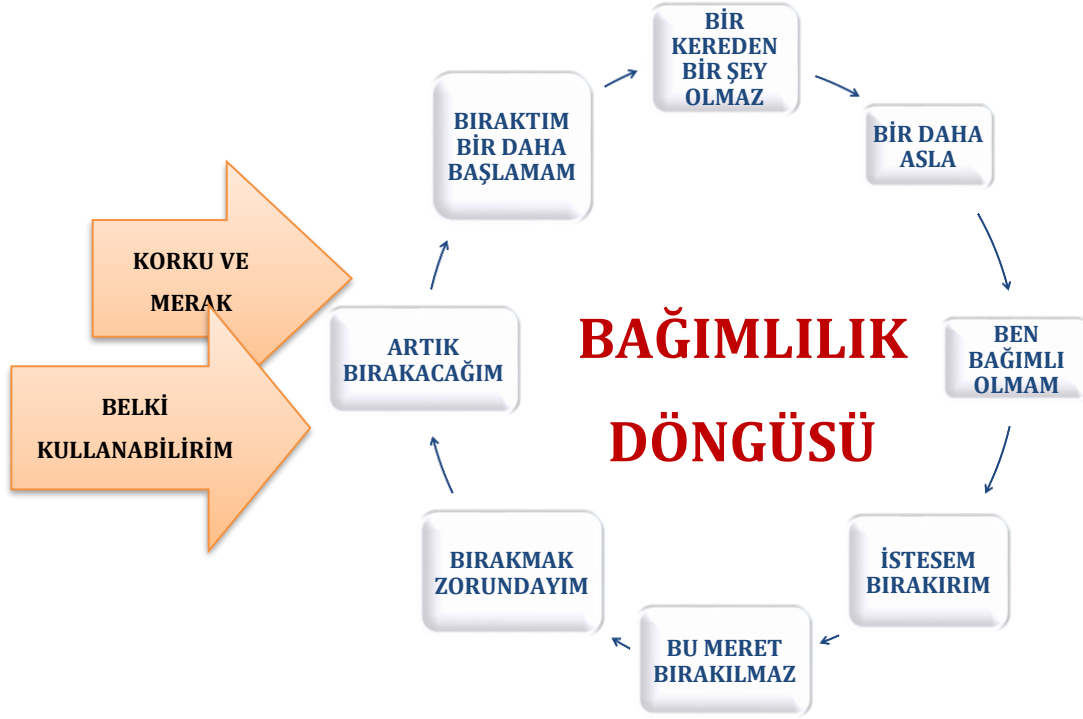 BİR
KEREDEN
BİR ŞEY
OLMAZ
BİR DAHA
ASLA
BEN
BAĞIMLI
OLMAM
İSTESEM
BIRAKIRIM
BU MERET
BIRAKILMAZ
BIRAKMAK
ZORUNDAYIM
ARTIK
BIRAKACAĞIM
BIRAKTIM
BİR DAHA
BAŞLAMAM
KORKU VE
MERAK
BELKİ
KULLANABİLİRİM
BAĞIMLILIK
DÖNGÜSÜ